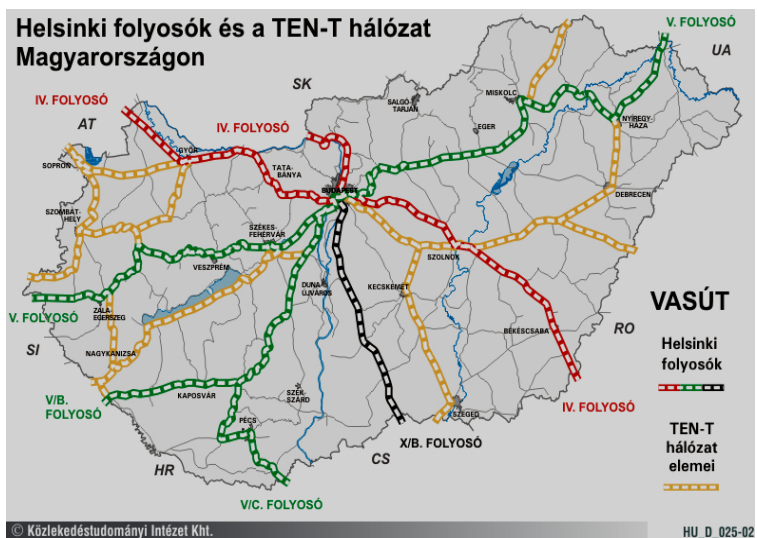 Helsinki folyosók és a TEN-T hálózat
Magyarországon
V. FOLYOSÓ
UA
SK
IV. FOLYOSÓ
AT
IV. FOLYOSÓ
SALGÓ-
TARJÁN
MISKOLC
EGER
NYÍREGY-
HÁZA
GYŐR
SOPRON
TATA-
BÁNYA
BUDAPEST
DEBRECEN
SZOMBAT-
HELY
SZÉKES-
FEHÉRVÁR
VESZPRÉM
SZOLNOK
DUNA-
ÚJVÁROS
KECSKEMÉT
V. FOLYOSÓ
ZALA-
EGERSZEG
SI
NAGYKANIZSA
BÉKÉSCSABA
RO
VASÚT
Helsinki
folyosók
V/B.
FOLYOSÓ
KAPOSVÁR
SZEK-
SZÁRD
PÉCS
SZEGED
IV. FOLYOSÓ
X/B. FOLYOSÓ
CS
HR
V/C. FOLYOSÓ
TEN-T
hálózat
elemei
© Közlekedéstudományi Intézet Kht.
HU_D_025-02